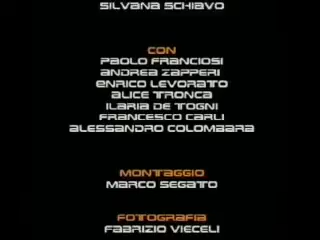 SILVANA SCHIAVO
CON
PAOLO FRANCIOSI
ANDREA ZAPPERI
ENRICO LEVORATO
ALICE TRONCA
ILARIA DE TOGNI
FRANCESCO CARLI
ALESSANDRO COLOMBARA
MONTAGGIO
MARCO SEGATO
FOTOGRAFIA
FABRIZIO VIECELI